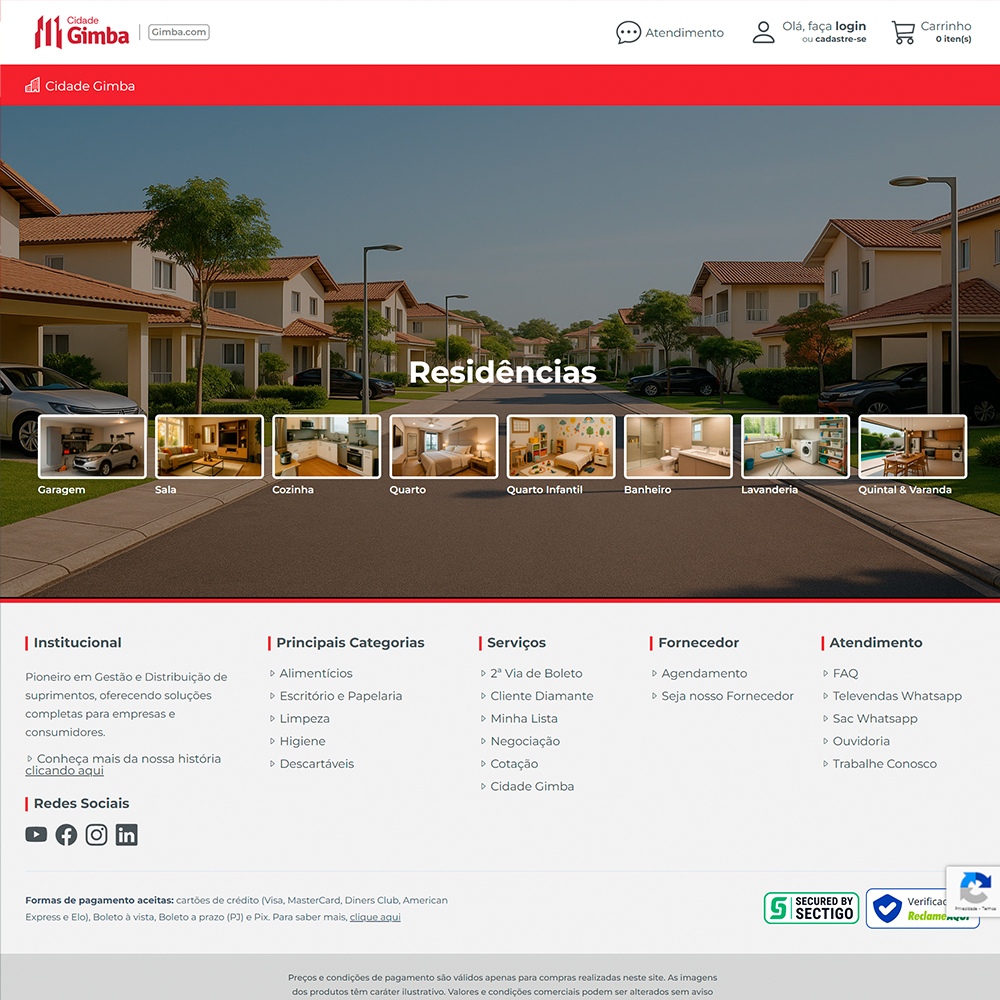 Cidade
Gimba
Gimba.com
Atendimento
Olá, faça login
ou cadastre-se
Carrinho
0 iten(s)
Cidade Gimba
Residências
Garagem
Sala
Cozinha
Quarto
Quarto Infantil
Banheiro
Lavanderia
Quintal & Varanda
Institucional
Pioneiro em Gestão e Distribuição de
suprimentos, oferecendo soluções
completas para empresas e
consumidores.
Conheça mais da nossa história
clicando aqui
Redes Sociais
Principais Categorias
Alimentícios
Escritório e Papelaria
Limpeza
Higiene
Descartáveis
Serviços
2ª Via de Boleto
Cliente Diamante
Minha Lista
Negociação
Cotação
Cidade Gimba
Fornecedor
Agendamento
Seja nosso Fornecedor
Atendimento
FAQ
Televendas Whatsapp
Sac Whatsapp
Ouvidoria
Trabalhe Conosco
Formas de pagamento aceitas: cartões de crédito (Visa, MasterCard, Diners Club, American
Express e Elo), Boleto à vista, Boleto a prazo (PJ) e Pix. Para saber mais, clique aqui
SECURED BY
SECTIGO
Verificad
ReclameAQUI
Privacidade - Termos
Preços e condições de pagamento são válidos apenas para compras realizadas neste site. As imagens
dos produtos têm caráter ilustrativo. Valores e condições comerciais podem ser alterados sem aviso